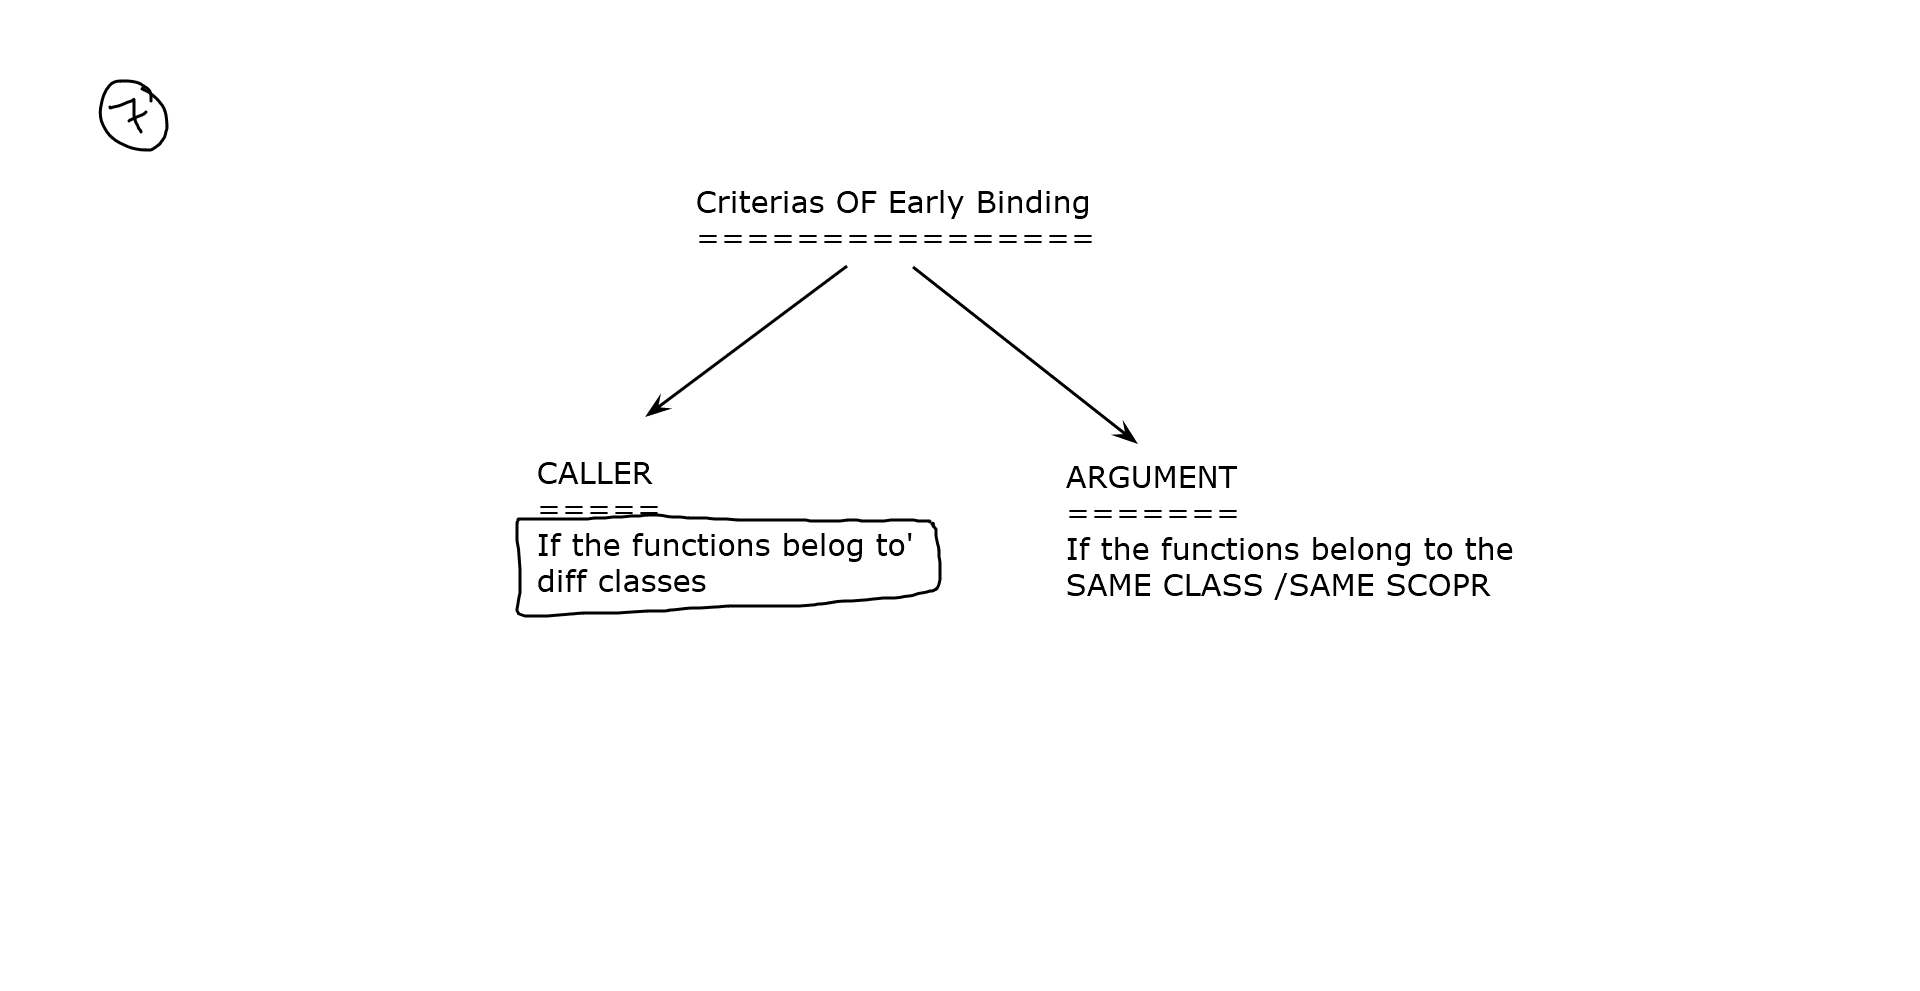 7
Criterias OF Early Binding
================
CALLER
=====
If the functions belog to'
diff classes
ARGUMENT
=======
If the functions belong to the
SAME CLASS /SAME SCOPR